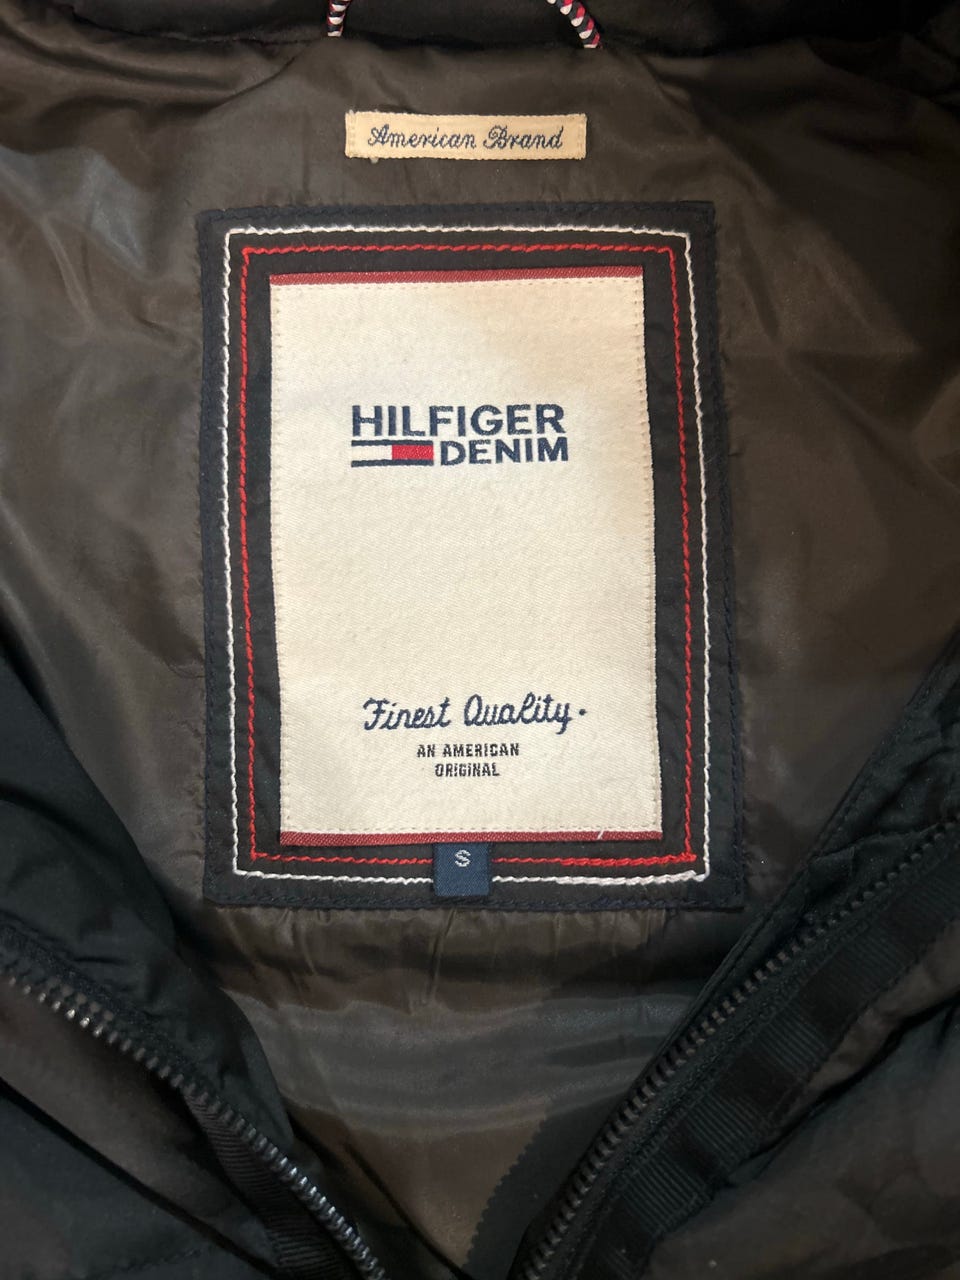 American Brand
HILFIGER
DENIM
Finest Quality.
AN AMERICAN
ORIGINAL
S